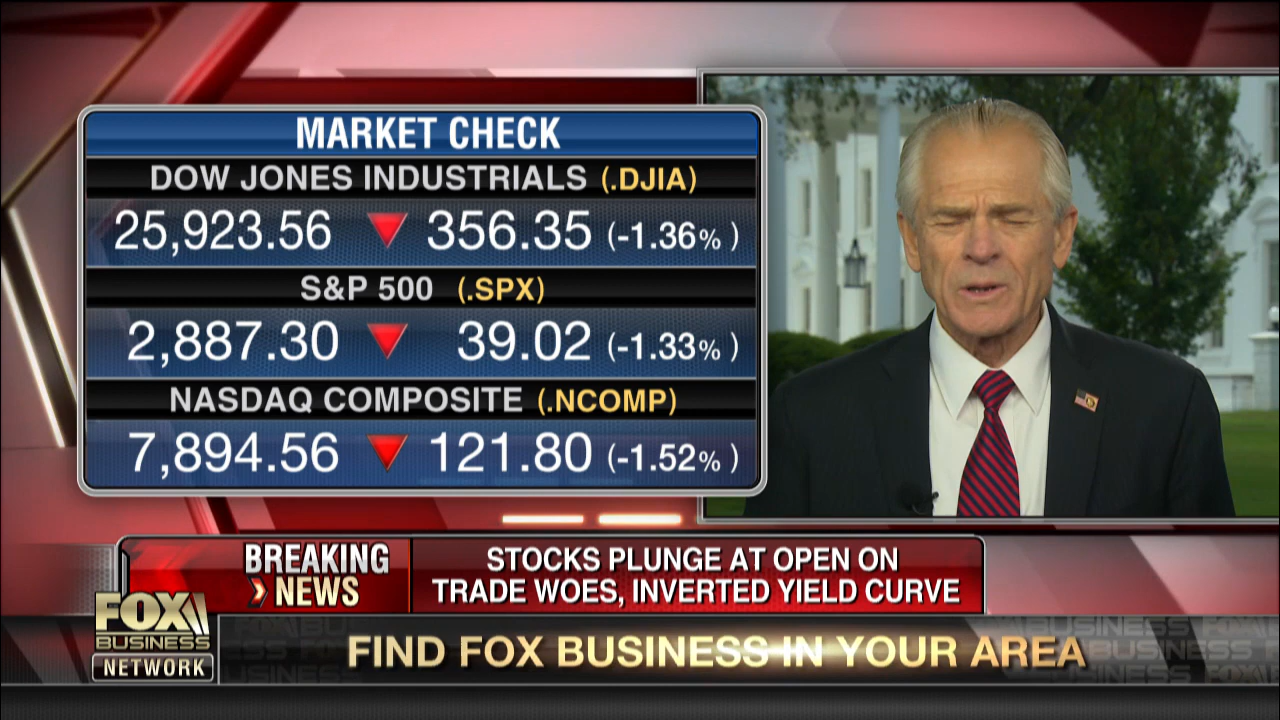 MARKET CHECK
DOW JONES INDUSTRIALS (.DJIA)
25,923.56 ▼ 356.35 (-1.36% )
S&P 500 (.SPX)
2,887.30 ▼ 39.02 (-1.33% )
NASDAQ COMPOSITE (.NCOMP)
7,894.56 ▼ 121.80 (-1.52% )
BREAKING
NEWS
STOCKS PLUNGE AT OPEN ON
TRADE WOES, INVERTED YIELD CURVE
FOX
BUSINESS
NETWORK
FIND FOX BUSINESS IN YOUR AREA